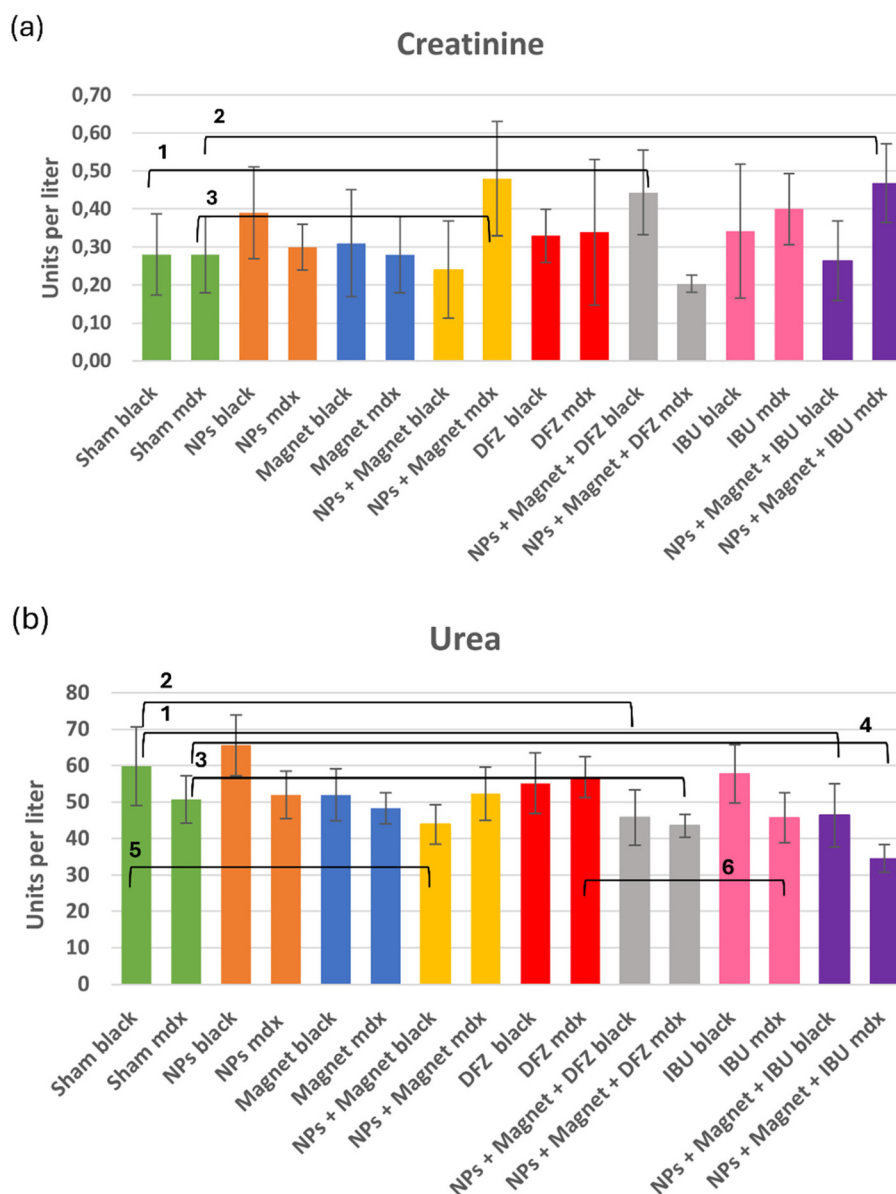 (a)
Creatinine
Units per liter
0,70
0,60
0,50
0,40
0,30
0,20
0,10
0,00
1
2
3
Sham black
Sham mdx
NPs black
NPs mdx
Magnet black
Magnet mdx
NPs + Magnet black
NPs + Magnet mdx
DFZ black
DFZ mdx
NPs + Magnet + DFZ black
NPs + Magnet + DFZ mdx
IBU black
IBU mdx
NPs + Magnet + IBU black
NPs + Magnet + IBU mdx
(b)
Urea
Units per liter
80
70
60
50
40
30
20
10
0
2
1
4
3
5
6
Sham black
Sham mdx
NPs black
NPs mdx
Magnet black
Magnet mdx
NPs + Magnet black
NPs + Magnet mdx
DFZ black
DFZ mdx
NPs + Magnet + DFZ black
NPs + Magnet + DFZ mdx
IBU black
IBU mdx
NPs + Magnet + IBU black
NPs + Magnet + IBU mdx